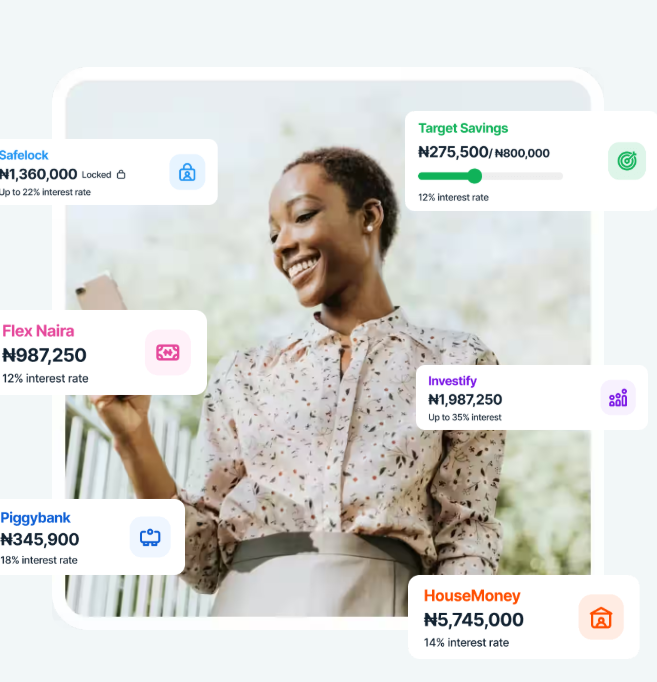 Safelock
₦1,360,000 Locked
Up to 22% interest rate
Target Savings
₦275,500/ ₦800,000
12% interest rate
Flex Naira
₦987,250
12% interest rate
Investify
₦1,987,250
Up to 35% interest
Piggybank
₦345,900
18% interest rate
HouseMoney
₦5,745,000
14% interest rate